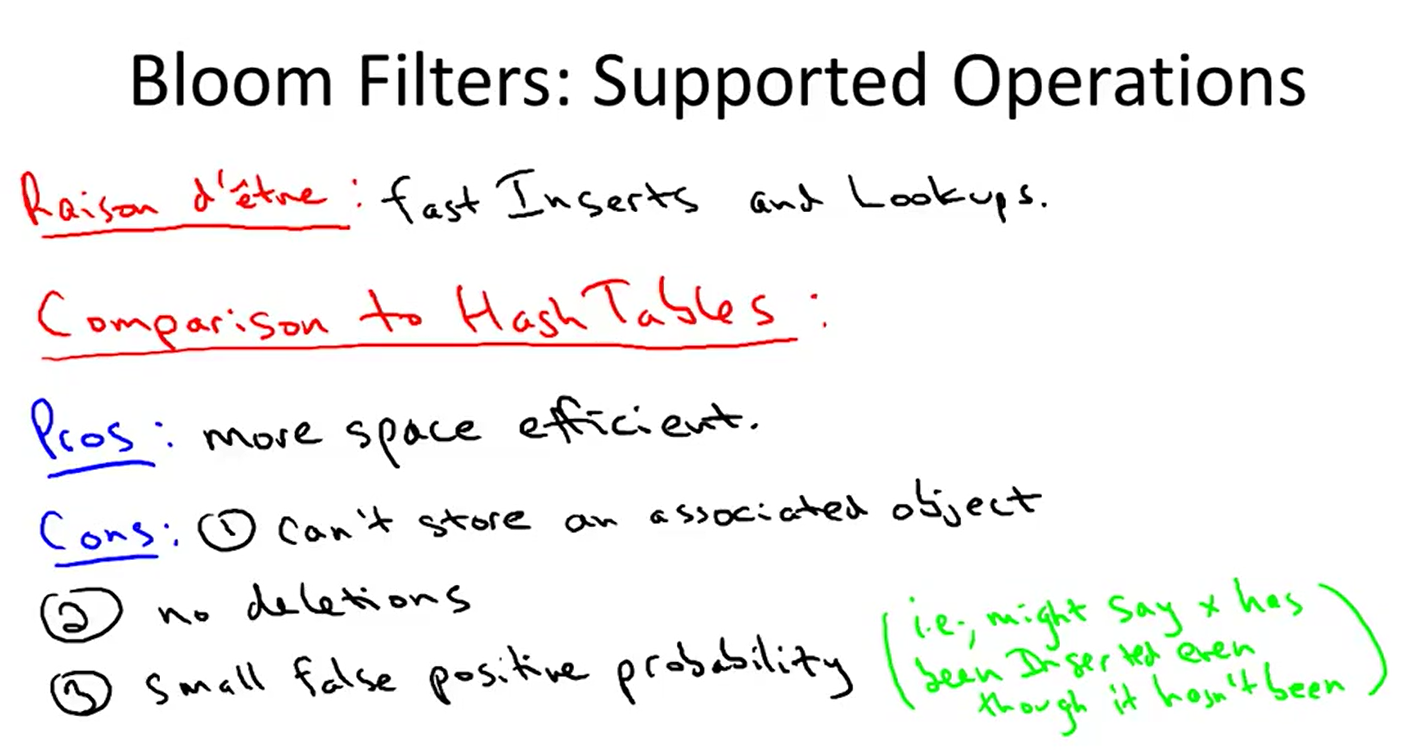 Bloom Filters: Supported Operations
Raison d'être: fast Inserts and Lookups.
Comparison to Hash Tables:
Pros: more space efficient.
Cons: ① can't store an associated object
② no deletions
③ small false positive probability
(i.e., might say x has
been Inserted even
though it hasn't been)